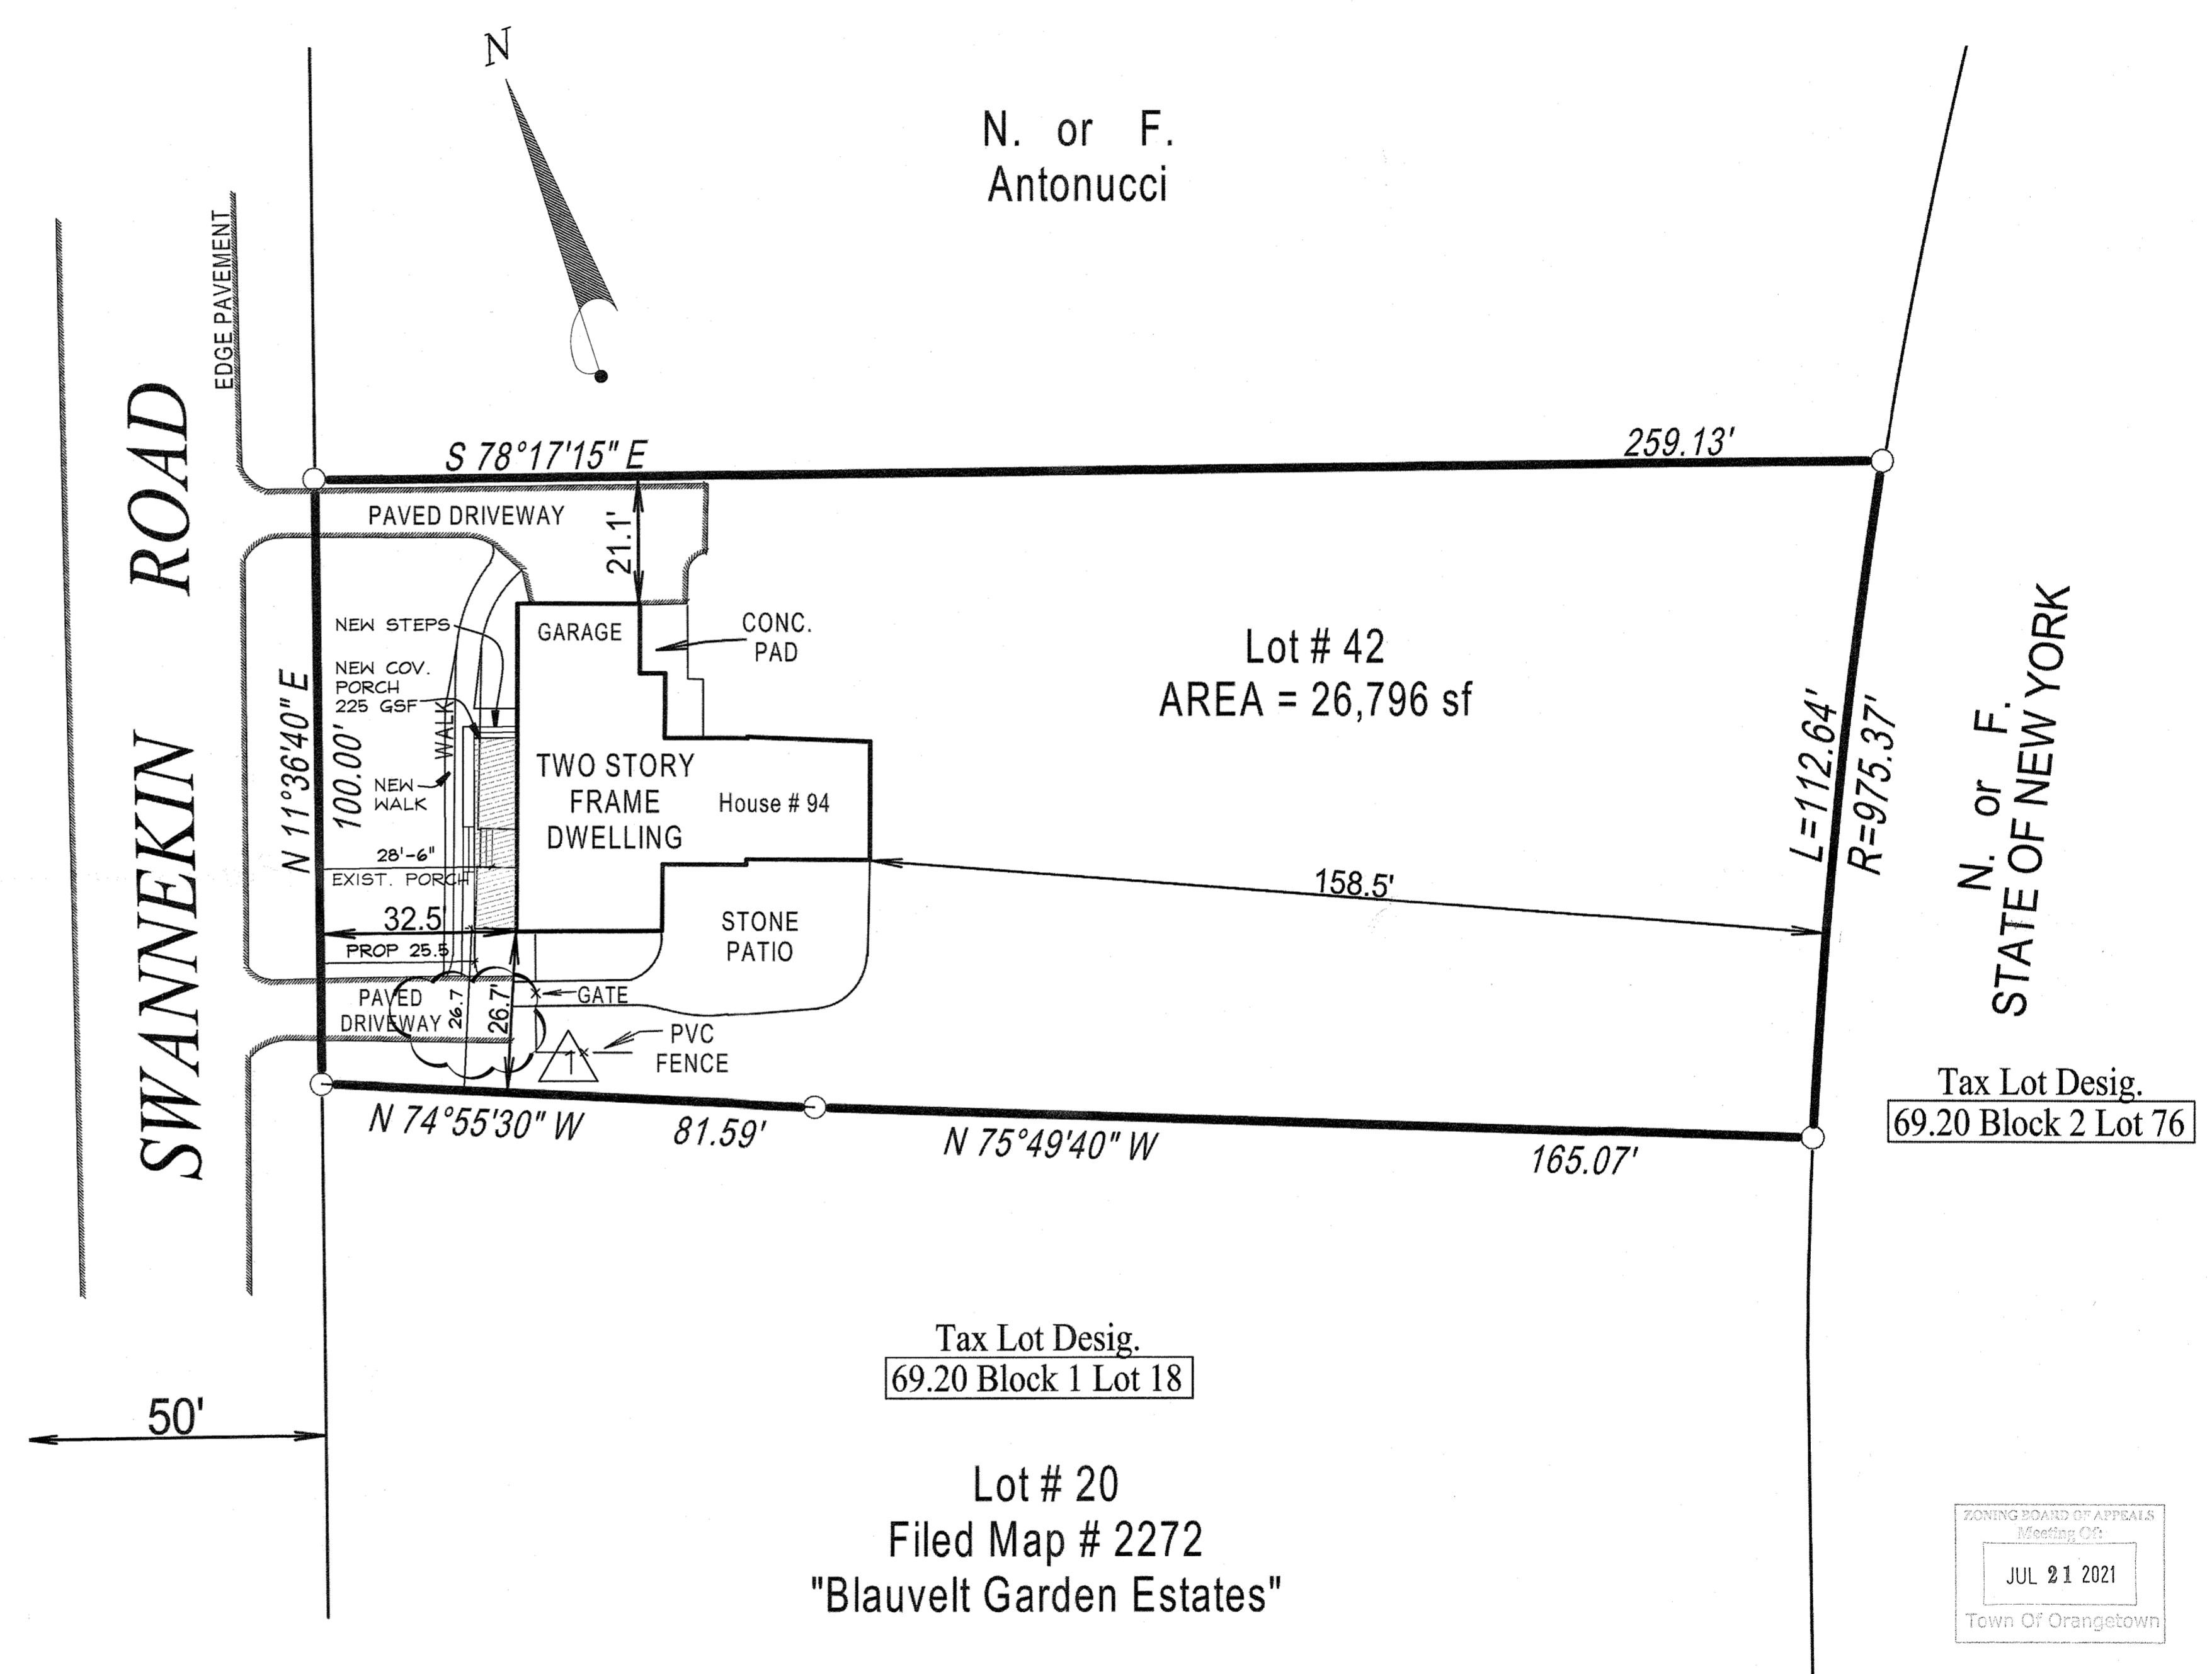 N
N. or F.
Antonucci
EDGE PAVEMENT
SWANNEKIN ROAD
S 78°17'15" E
259.13'
PAVED DRIVEWAY
21.1'
NEW STEPS
GARAGE
CONC.
PAD
NEW COV.
PORCH
225 GSF
WALK
NEW
WALK
N 11°36'40" E
100.00'
TWO STORY
FRAME
DWELLING
House # 94
Lot # 42
AREA = 26,796 sf
L=112.64'
R=975.37'
N. or F.
STATE OF NEW YORK
28'-6"
EXIST. PORCH
32.5'
PROP 25.5
158.5'
STONE
PATIO
PAVED
DRIVEWAY
26.7
26.7'
GATE
PVC
FENCE
1
N 74°55'30" W
81.59'
N 75°49'40" W
165.07'
Tax Lot Desig.
69.20 Block 2 Lot 76
Tax Lot Desig.
69.20 Block 1 Lot 18
50'
Lot # 20
Filed Map # 2272
"Blauvelt Garden Estates"
ZONING BOARD OF APPEALS
Meeting Of:
JUL 21 2021
Town Of Orangetown